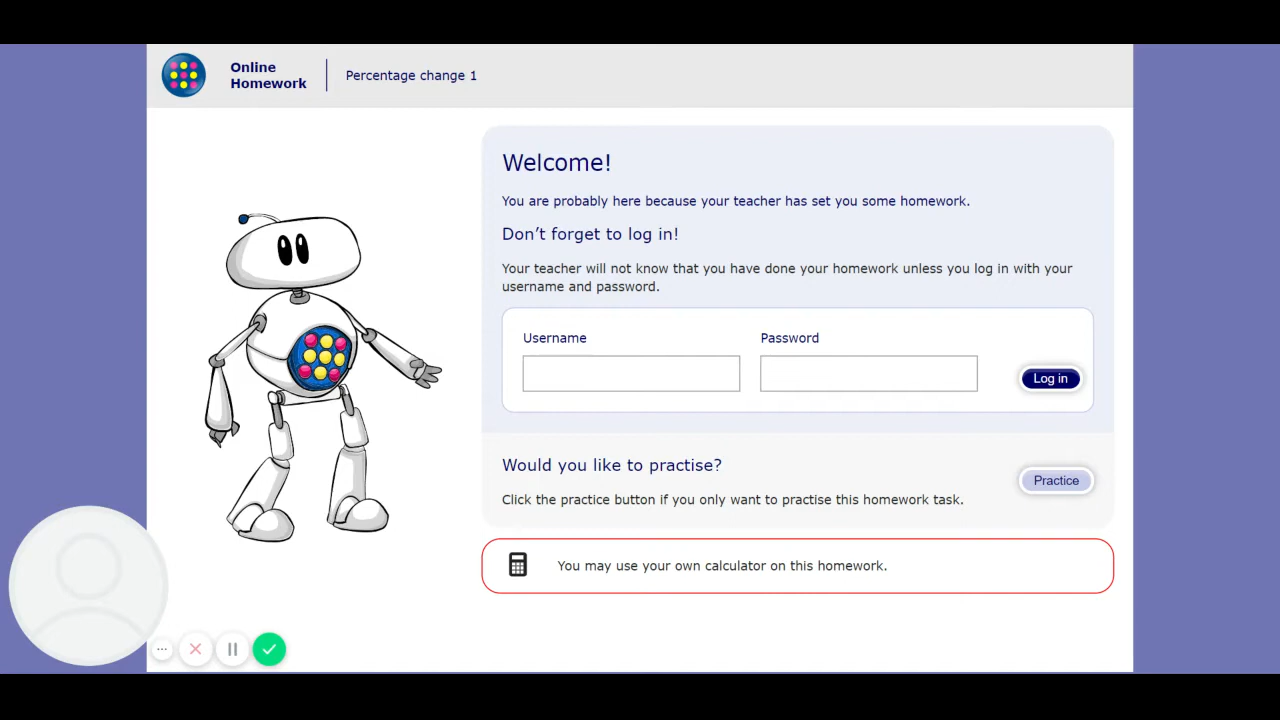 Online
Homework
Percentage change 1
Welcome!
You are probably here because your teacher has set you some homework.
Don’t forget to log in!
Your teacher will not know that you have done your homework unless you log in with your
username and password.
Username
Password
Log in
Would you like to practise?
Practice
Click the practice button if you only want to practise this homework task.
You may use your own calculator on this homework.